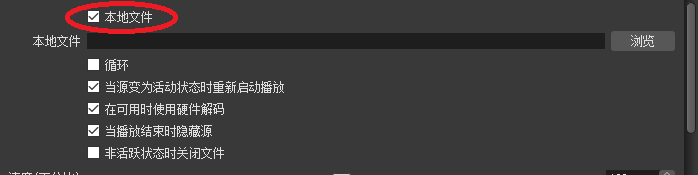 本地文件
本地文件 浏览
循环
当源变为活动状态时重新启动播放
在可用时使用硬件解码
当播放结束时隐藏源
非活跃状态时关闭文件